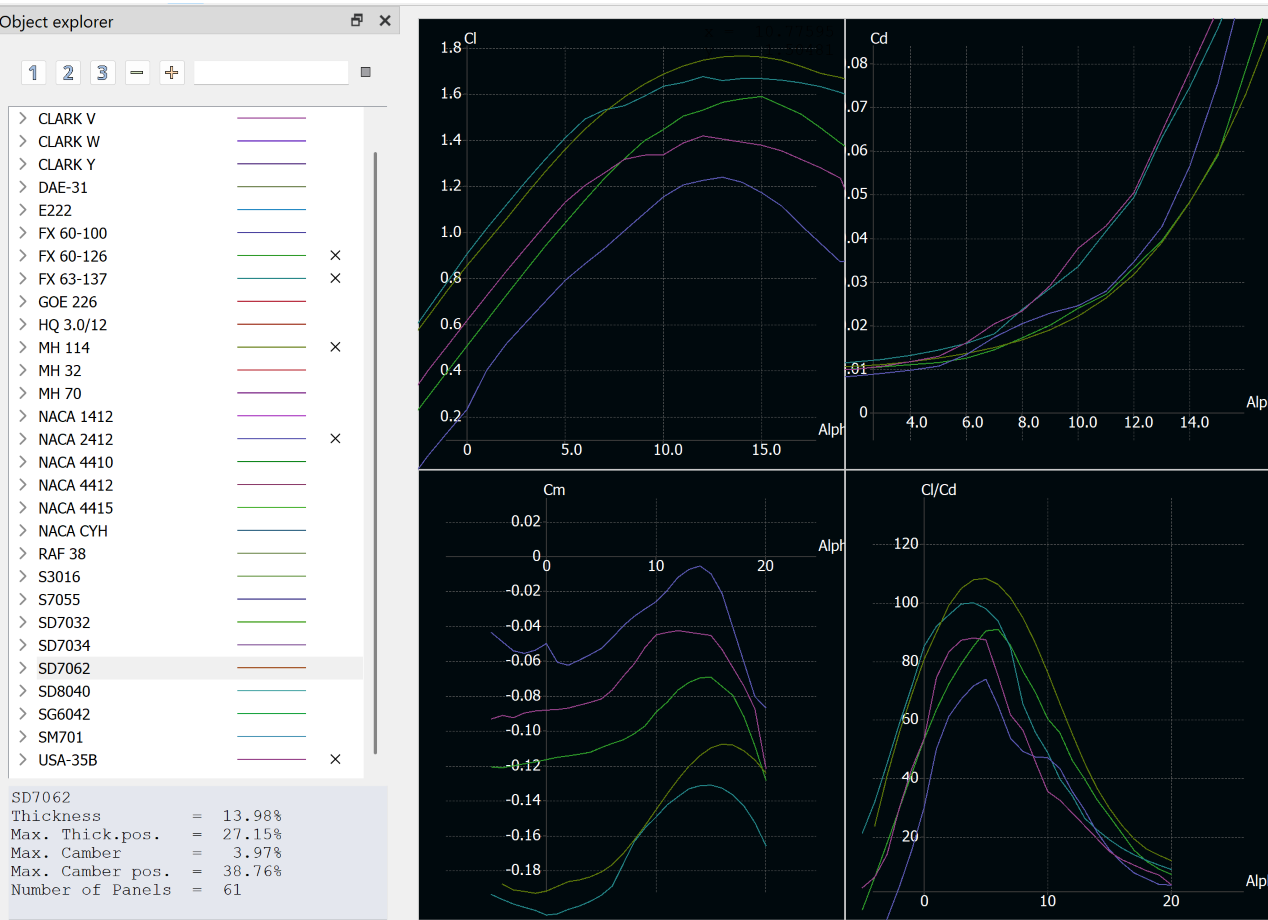 Object explorer
1 2 3
CLARK V
CLARK W
CLARK Y
DAE-31
E222
FX 60-100
FX 60-126
FX 63-137
GOE 226
HQ 3.0/12
MH 114
MH 32
MH 70
NACA 1412
NACA 2412
NACA 4410
NACA 4412
NACA 4415
NACA CYH
RAF 38
S3016
S7055
SD7032
SD7034
SD7062
SD8040
SG6042
SM701
USA-35B
SD7062
Thickness = 13.98%
Max. Thick.pos. = 27.15%
Max. Camber = 3.97%
Max. Camber pos. = 38.76%
Number of Panels = 61
Cl
1.8
1.6
1.4
1.2
1.0
0.8
0.6
0.4
0.2
Alph
0 5.0 10.0 15.0
Cd
.08
.07
.06
.05
.04
.03
.02
.01
0
Alp
4.0 6.0 8.0 10.0 12.0 14.0
Cm
0.02
0
Alph
0 10 20
-0.02
-0.04
-0.06
-0.08
-0.10
-0.12
-0.14
-0.16
-0.18
Cl/Cd
120
100
80
60
40
20
Alp
0 10 20